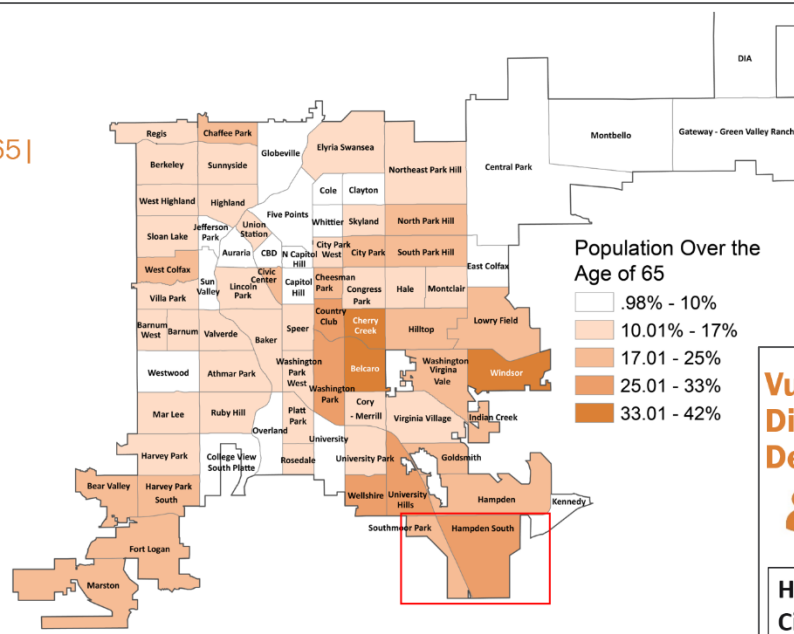 65|
DIA
Regis
Chaffee Park
Globeville
Elyria Swansea
Montbello
Gateway - Green Valley Ranch
Berkeley
Sunnyside
Northeast Park Hill
Central Park
West Highland
Highland
Cole
Clayton
Five Points
Whittier
Skyland
North Park Hill
Sloan Lake
Jefferson
Park
Union
Station
Auraria
CBD
N Capitol
Hill
City Park
West
City Park
South Park Hill
East Colfax
West Colfax
Sun
Valley
Lincoln
Park
Civic
Center
Capitol
Hill
Cheesman
Park
Congress
Park
Hale
Montclair
Villa Park
Barnum
West
Barnum
Valverde
Baker
Speer
Country
Club
Cherry
Creek
Hilltop
Lowry Field
Westwood
Athmar Park
Washington
Park
West
Washington
Park
Belcaro
Washington
Virgina
Vale
Windsor
Mar Lee
Ruby Hill
Overland
Platt
Park
University
Cory
- Merrill
Virginia Village
Indian Creek
Harvey Park
College View
South Platte
Rosedale
University Park
Goldsmith
Bear Valley
Harvey Park
South
Wellshire
University
Hills
Hampden
Kennedy
Southmoor Park
Hampden South
Fort Logan
Marston
Population Over the
Age of 65
.98% - 10%
10.01% - 17%
17.01 - 25%
25.01 - 33%
33.01 - 42%
Vu
Di
De
H
Ci